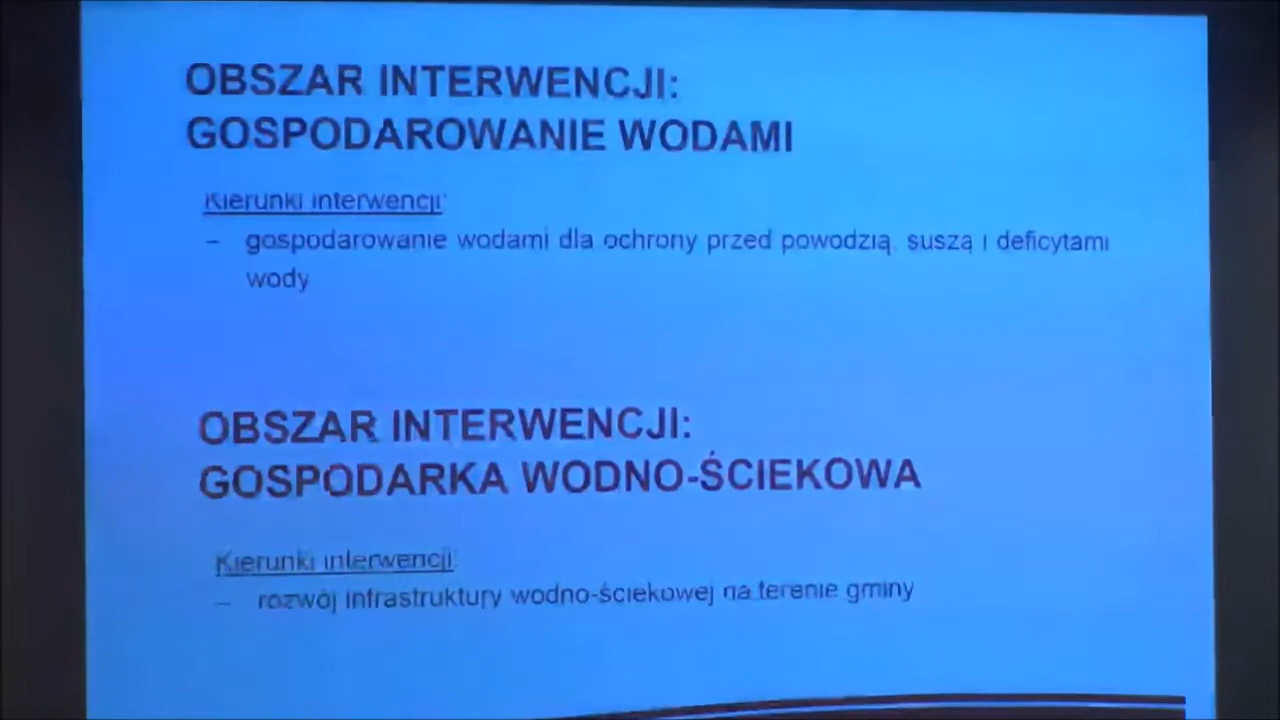 OBSZAR INTERWENCJI:
GOSPODAROWANIE WODAMI
Kierunki interwencji:
– gospodarowanie wodami dla ochrony przed powodzią, suszą i deficytami
wody
OBSZAR INTERWENCJI:
GOSPODARKA WODNO-ŚCIEKOWA
Kierunki interwencji:
– rozwój infrastruktury wodno-ściekowej na terenie gminy